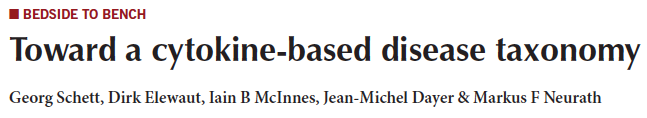 BEDSIDE TO BENCH
Toward a cytokine-based disease taxonomy
Georg Schett, Dirk Elewaut, Iain B McInnes, Jean-Michel Dayer & Markus F Neurath